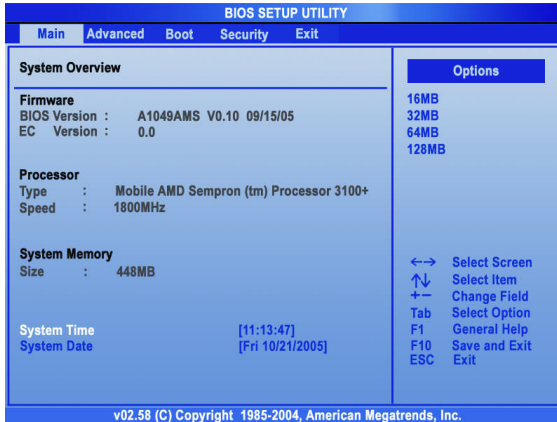 BIOS SETUP UTILITY
Main Advanced Boot Security Exit
System Overview
Firmware
BIOS Version : A1049AMS V0.10 09/15/05
EC Version : 0.0
Processor
Type : Mobile AMD Sempron (tm) Processor 3100+
Speed : 1800MHz
System Memory
Size : 448MB
System Time [11:13:47]
System Date [Fri 10/21/2005]
Options
16MB
32MB
64MB
128MB
←→ Select Screen
↑↓ Select Item
+− Change Field
Tab Select Option
F1 General Help
F10 Save and Exit
ESC Exit
v02.58 (C) Copyright 1985-2004, American Megatrends, Inc.